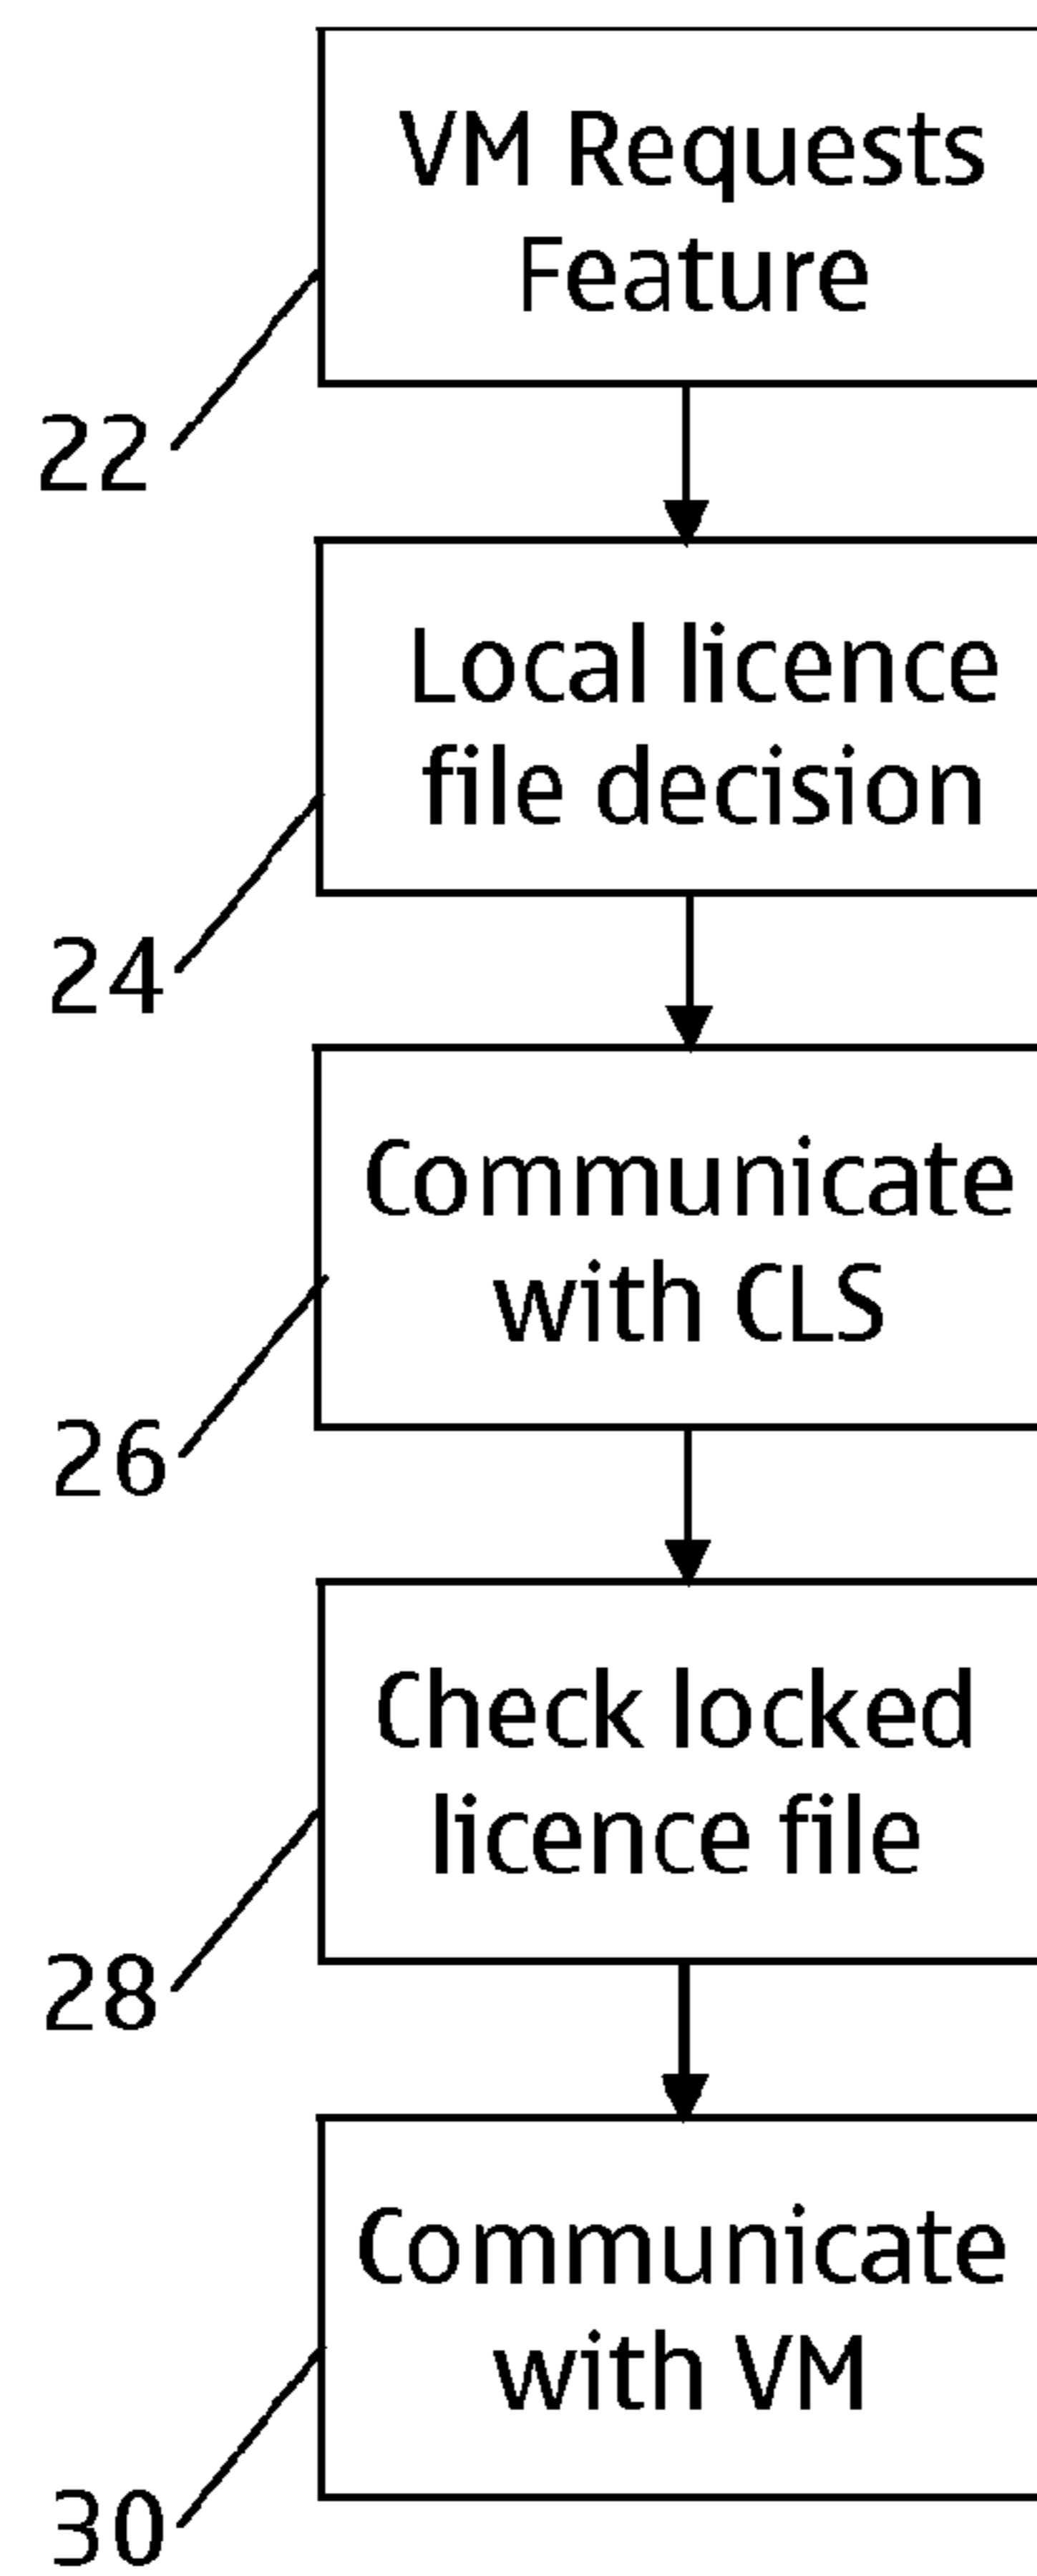 VM Requests
Feature
22
Local licence
file decision
24
Communicate
with CLS
26
Check locked
licence file
28
Communicate
with VM
30